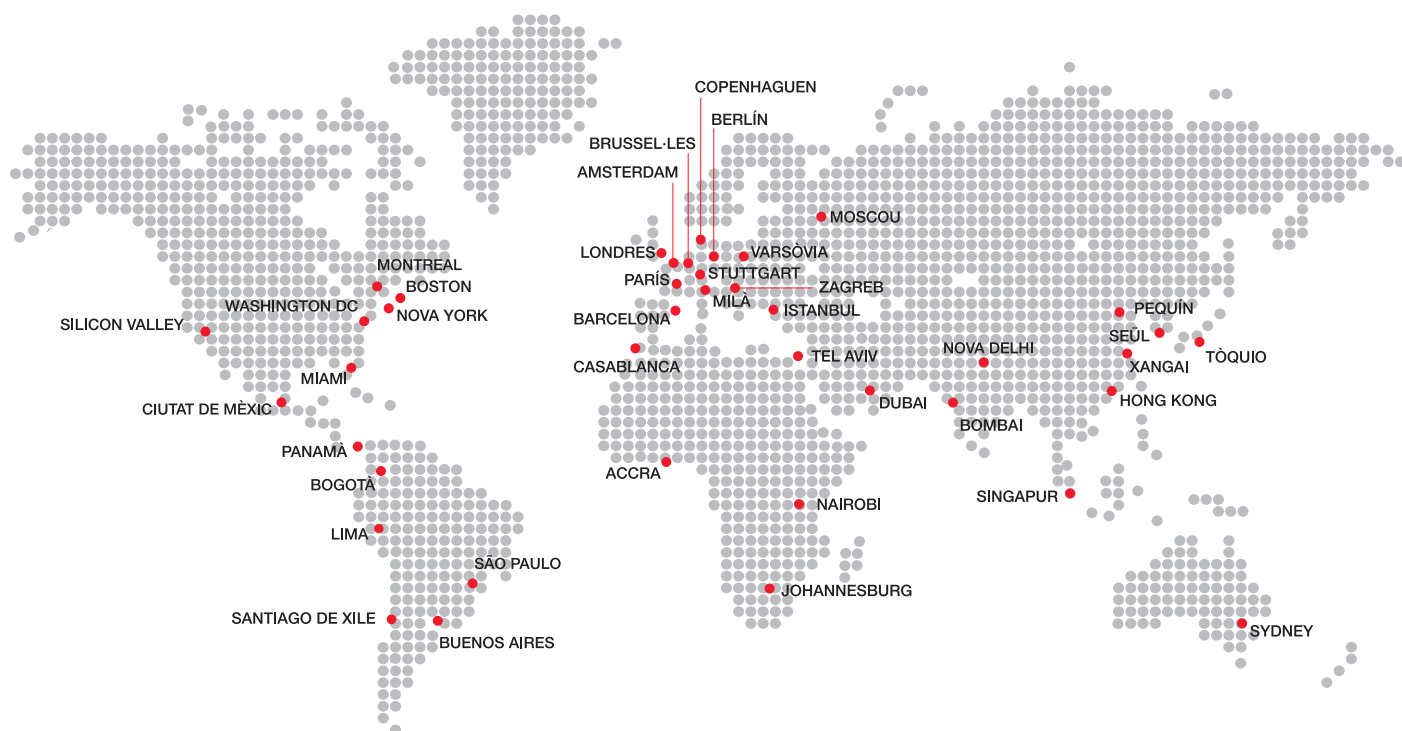 COPENHAGUEN
BERLÍN
BRUSSEL·LES
AMSTERDAM
MOSCOU
LONDRES
VARSÒVIA
MONTREAL
STUTTGART
PARÍS
BOSTON
ZAGREB
WASHINGTON DC
MILÀ
NOVA YORK
BARCELONA
ISTANBUL
PEQUÍN
SILICON VALLEY
SEÜL
NOVA DELHI
TÒQUIO
CASABLANCA
TEL AVIV
XANGAI
MIAMI
DUBAI
HONG KONG
CIUTAT DE MÈXIC
BOMBAI
PANAMÀ
ACCRA
BOGOTÀ
SINGAPUR
NAIROBI
LIMA
SÃO PAULO
JOHANNESBURG
SANTIAGO DE XILE
SYDNEY
BUENOS AIRES